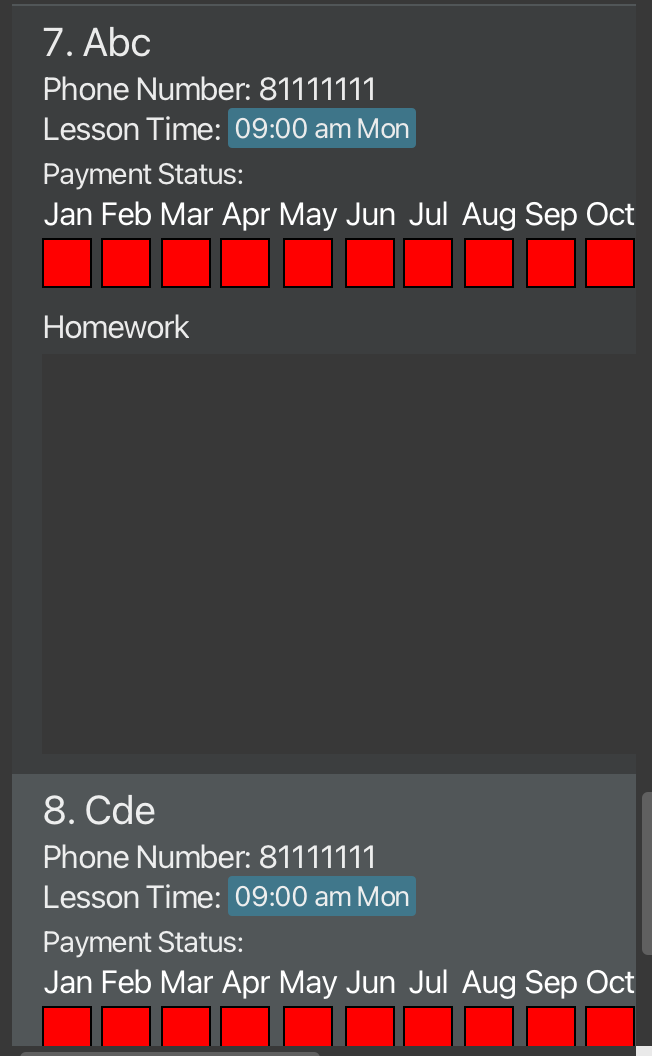 7. Abc
Phone Number: 81111111
Lesson Time: 09:00 am Mon
Payment Status:
Jan Feb Mar Apr May Jun Jul Aug Sep Oct
Homework
8. Cde
Phone Number: 81111111
Lesson Time: 09:00 am Mon
Payment Status:
Jan Feb Mar Apr May Jun Jul Aug Sep Oct